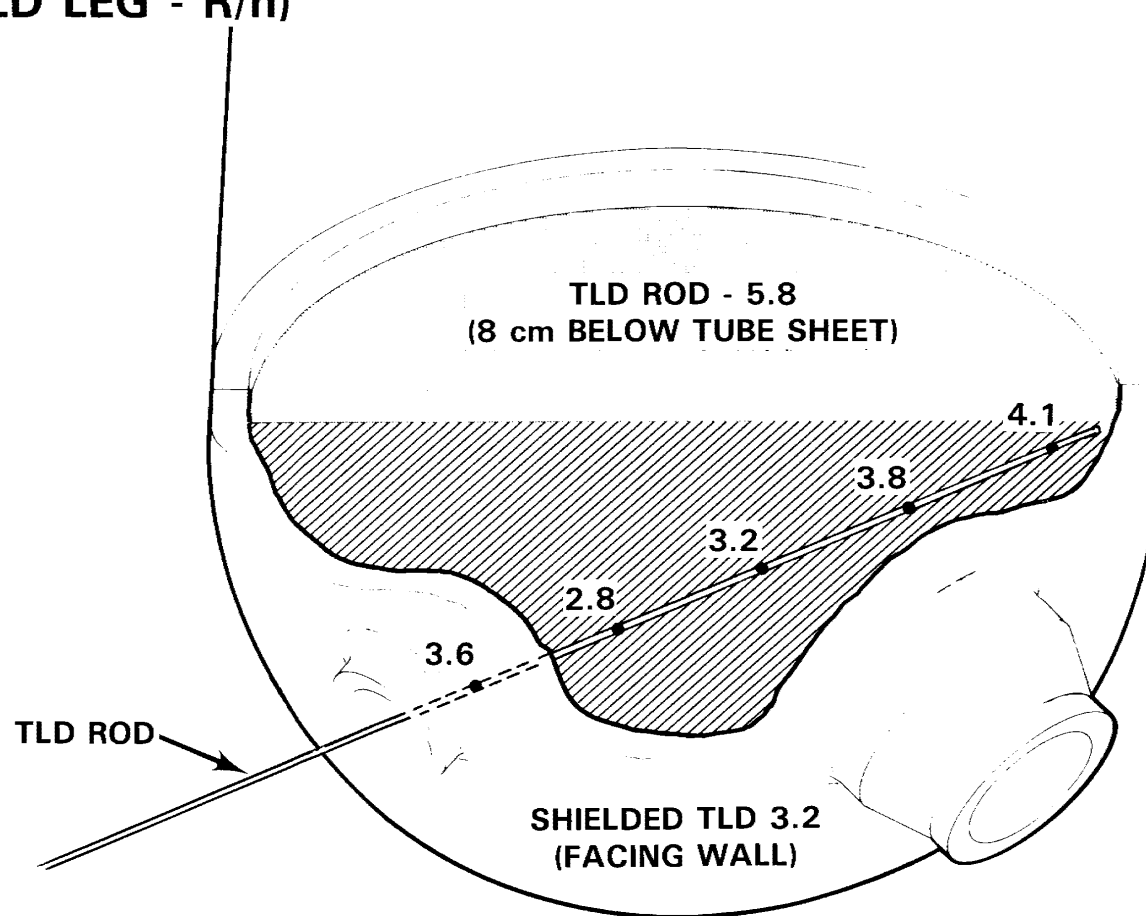 LD LEG - R/h)
TLD ROD - 5.8
(8 cm BELOW TUBE SHEET)
4.1
3.8
3.2
2.8
3.6
TLD ROD
SHIELDED TLD 3.2
(FACING WALL)